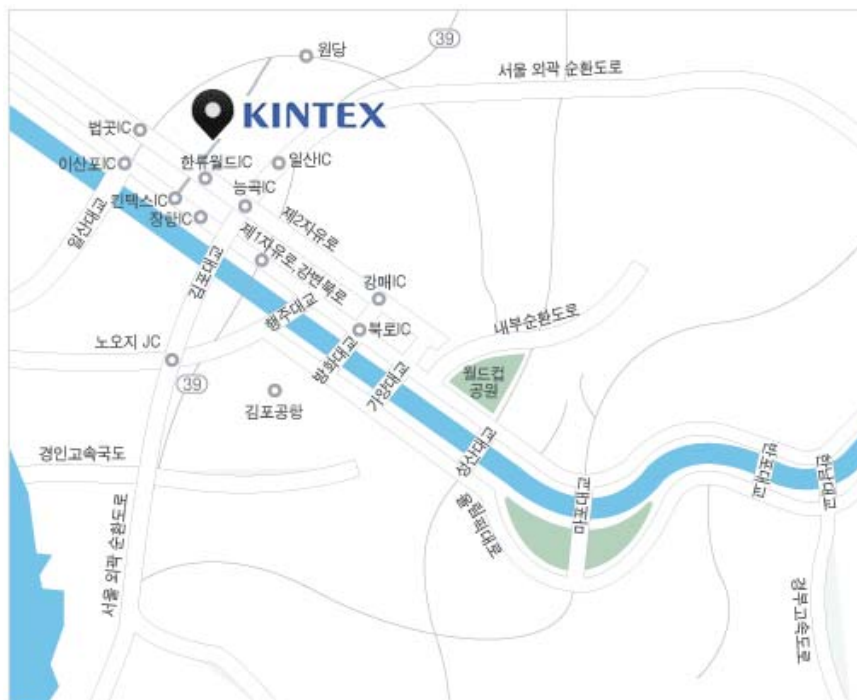 39
원당
서울 외곽 순환도로
KINTEX
법곳IC
이산포IC
한류월드IC
일산IC
킨텍스IC
능곡IC
장항IC
제2자유로
일산대교
제1자유로, 강변북로
김포대교
강매IC
행주대교
북로IC
내부순환도로
노오지 JC
방화대교
가양대교
월드컵
공원
39
김포공항
경인고속국도
성산대교
올림픽대로
마포대교
반포대교
한남대교
서울 외곽 순환도로
경부고속도로